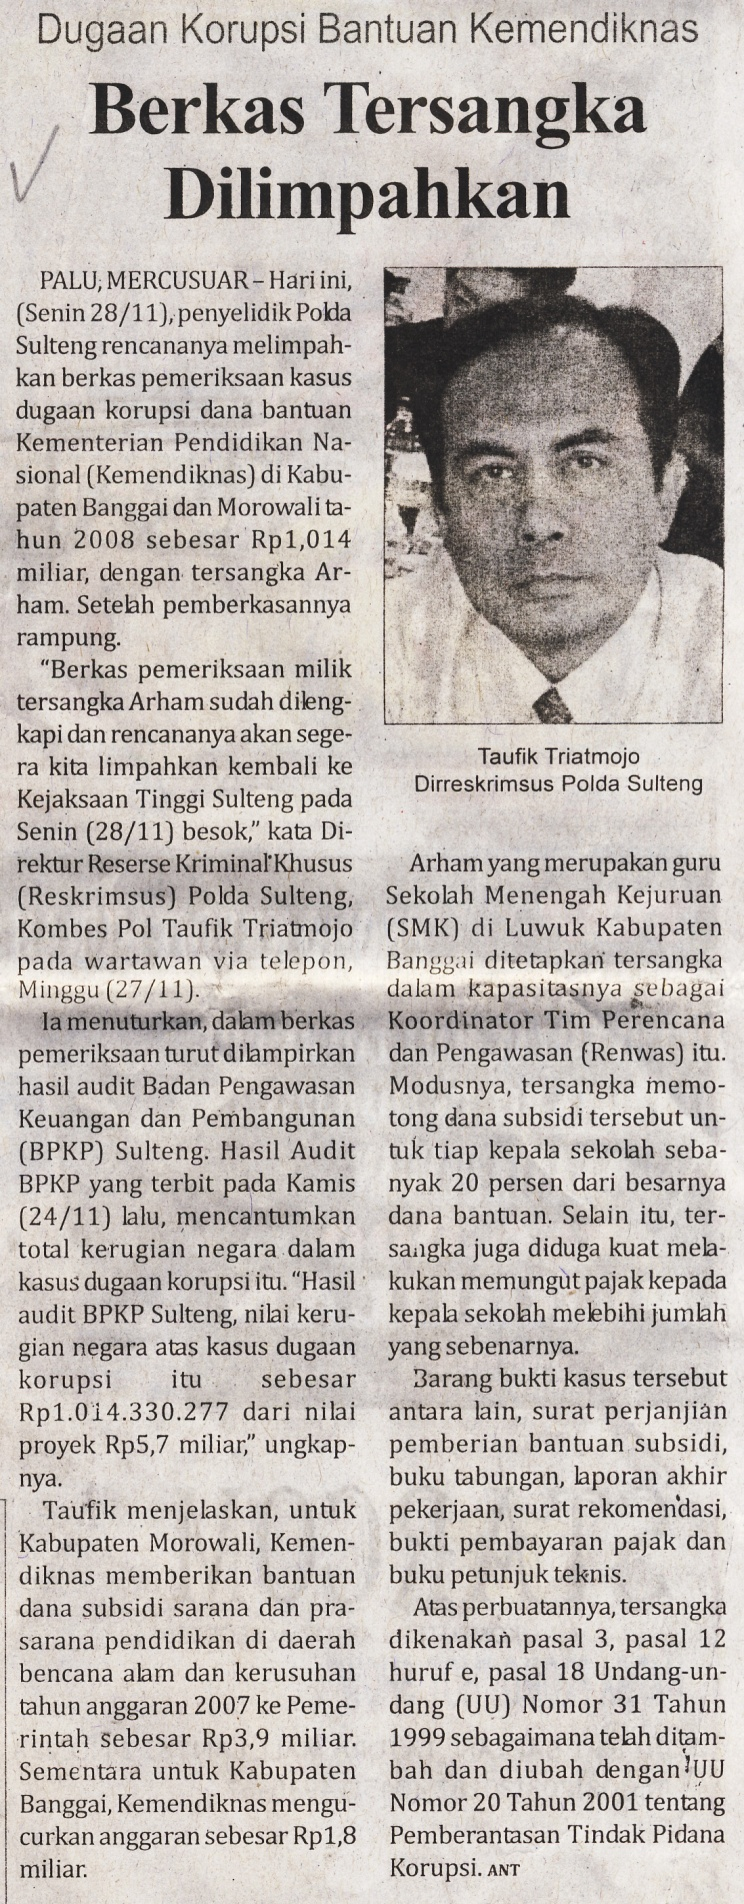 Dugaan Korupsi Bantuan Kemendiknas
Berkas Tersangka
Dilimpahkan
PALU, MERCUSUAR – Hari ini,
(Senin 28/11), penyelidik Polda
Sulteng rencananya melimpah-
kan berkas pemeriksaan kasus
dugaan korupsi dana bantuan
Kementerian Pendidikan Na-
sional (Kemendiknas) di Kabu-
paten Banggai dan Morowali ta-
hun 2008 sebesar Rp1,014
miliar, dengan tersangka Ar-
ham. Setelah pemberkasannya
rampung.
“Berkas pemeriksaan milik
tersangka Arham sudah dileng-
kapi dan rencananya akan sege-
ra kita limpahkan kembali ke
Kejaksaan Tinggi Sulteng pada
Senin (28/11) besok,” kata Di-
rektur Reserse Kriminal Khusus
(Reskrimsus) Polda Sulteng,
Kombes Pol Taufik Triatmojo
pada wartawan via telepon,
Minggu (27/11).
Ia menuturkan, dalam berkas
pemeriksaan turut dilampirkan
hasil audit Badan Pengawasan
Keuangan dan Pembangunan
(BPKP) Sulteng. Hasil Audit
BPKP yang terbit pada Kamis
(24/11) lalu, mencantumkan
total kerugian negara dalam
kasus dugaan korupsi itu. “Hasil
audit BPKP Sulteng, nilai keru-
gian negara atas kasus dugaan
korupsi itu sebesar
Rp1.014.330.277 dari nilai
proyek Rp5,7 miliar,” ungkap-
nya.
Taufik menjelaskan, untuk
Kabupaten Morowali, Kemen-
diknas memberikan bantuan
dana subsidi sarana dan pra-
sarana pendidikan di daerah
bencana alam dan kerusuhan
tahun anggaran 2007 ke Peme-
rintah sebesar Rp3,9 miliar.
Sementara untuk Kabupaten
Banggai, Kemendiknas mengu-
curkan anggaran sebesar Rp1,8
miliar.
Taufik Triatmojo
Dirreskrimsus Polda Sulteng
Arham yang merupakan guru
Sekolah Menengah Kejuruan
(SMK) di Luwuk Kabupaten
Banggai ditetapkan tersangka
dalam kapasitasnya sebagai
Koordinator Tim Perencana
dan Pengawasan (Renwas) itu.
Modusnya, tersangka memo-
tong dana subsidi tersebut un-
tuk tiap kepala sekolah seba-
nyak 20 persen dari besarnya
dana bantuan. Selain itu, ter-
sangka juga diduga kuat mela-
kukan memungut pajak kepada
kepala sekolah melebihi jumlah
yang sebenarnya.
Barang bukti kasus tersebut
antara lain, surat perjanjian
pemberian bantuan subsidi,
buku tabungan, laporan akhir
pekerjaan, surat rekomendasi,
bukti pembayaran pajak dan
buku petunjuk teknis.
Atas perbuatannya, tersangka
dikenakan pasal 3, pasal 12
huruf e, pasal 18 Undang-un-
dang (UU) Nomor 31 Tahun
1999 sebagaimana telah ditam-
bah dan diubah dengan UU
Nomor 20 Tahun 2001 tentang
Pemberantasan Tindak Pidana
Korupsi. ANT